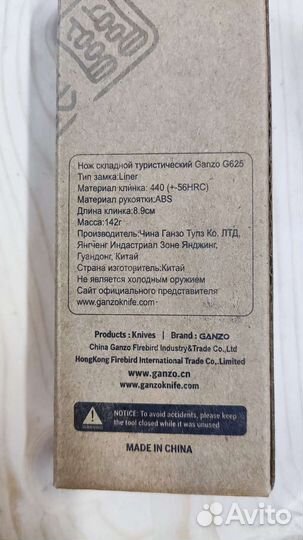 Нож складной туристический Ganzo G625
Тип замка:Liner
Материал клинка: 440 (+-56HRC)
Материал рукоятки:ABS
Длина клинка:8.9см
Масса:142г
Производитель:Чина Ганзо Тулз Ко. ЛТД,
Янгченг Индастриал Зоне Янджинг,
Гуандонг, Китай
Страна изготовитель:Китай
Не является холодным оружием
Сайт официального представителя
www.ganzoknife.com
Products : Knives | Brand : GANZO
China Ganzo Firebird Industry&Trade Co.,Ltd
HongKong Firebird International Trade Co,.Limited
www.ganzo.cn
www.ganzoknife.com
NOTICE: To avoid accidents, please keep
the tool closed while it was unused
MADE IN CHINA
Avito